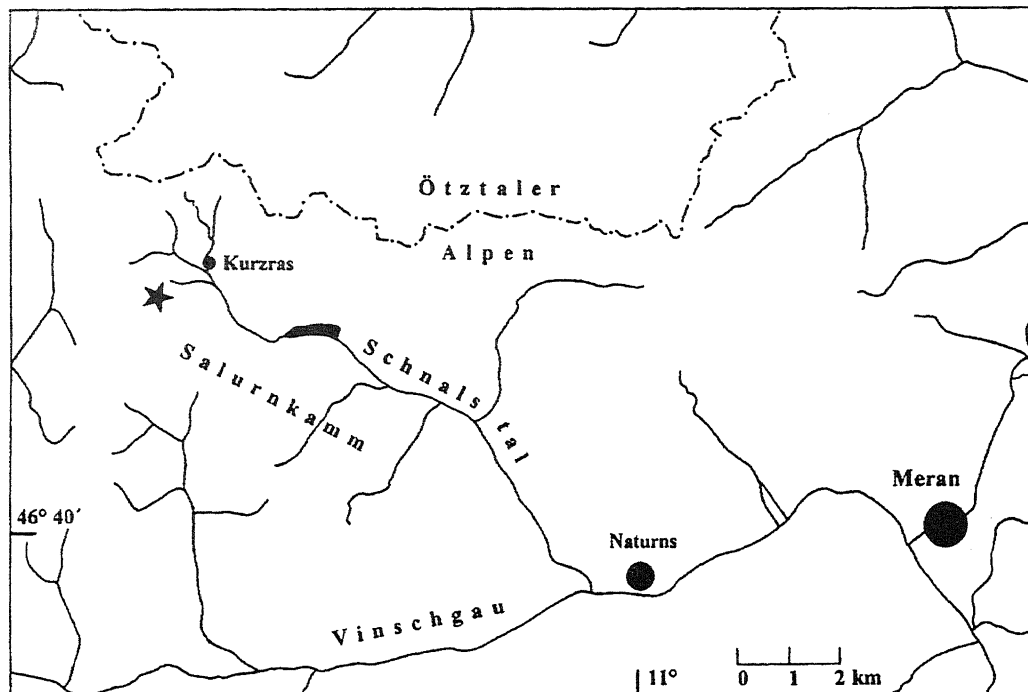 Ötztaler
Alpen
Kurzras
Schnalstal
Salurnkamm
Meran
46° 40´
Naturns
Vinschgau
11°
0 1 2 km